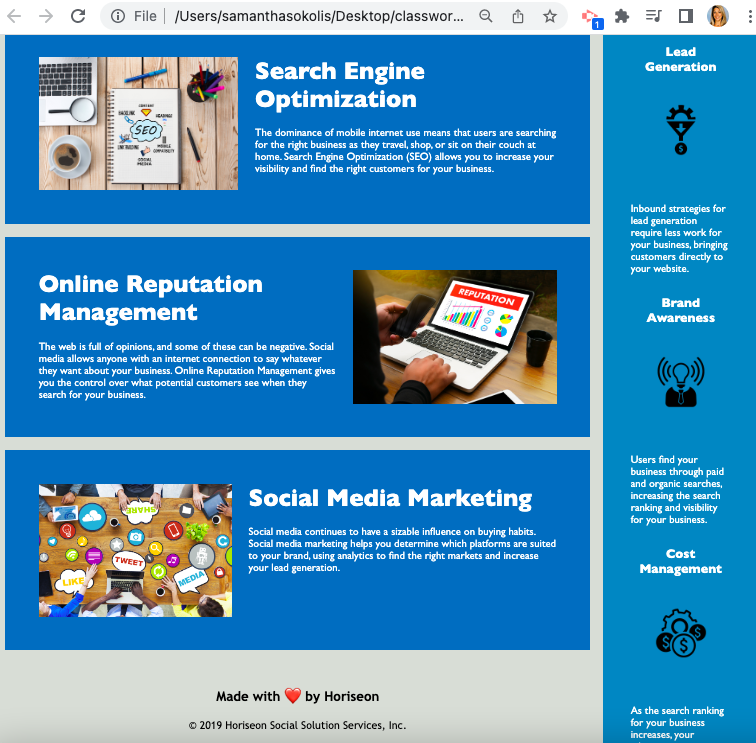 File
/Users/samanthasokolis/Desktop/classwor...
1
Search Engine
Optimization
The dominance of mobile internet use means that users are searching
for the right business as they travel, shop, or sit on their couch at
home. Search Engine Optimization (SEO) allows you to increase your
visibility and find the right customers for your business.
SEO
Online Reputation
Management
The web is full of opinions, and some of these can be negative. Social
media allows anyone with an internet connection to say whatever
they want about your business. Online Reputation Management gives
you the control over what potential customers see when they
search for your business.
REPUTATION
Social Media Marketing
Social media continues to have a sizable influence on buying habits.
Social media marketing helps you determine which platforms are suited
to your brand, using analytics to find the right markets and increase
your lead generation.
SHARE
TWEET
LIKE
MEDIA
Made with ❤️ by Horiseon
© 2019 Horiseon Social Solution Services, Inc.
Lead
Generation
$
Inbound strategies for
lead generation
require less work for
your business, bringing
customers directly to
your website.
Brand
Awareness
Users find your
business through paid
and organic searches,
increasing the search
ranking and visibility
for your business.
Cost
Management
$ $ $
As the search ranking
for your business
increases, your